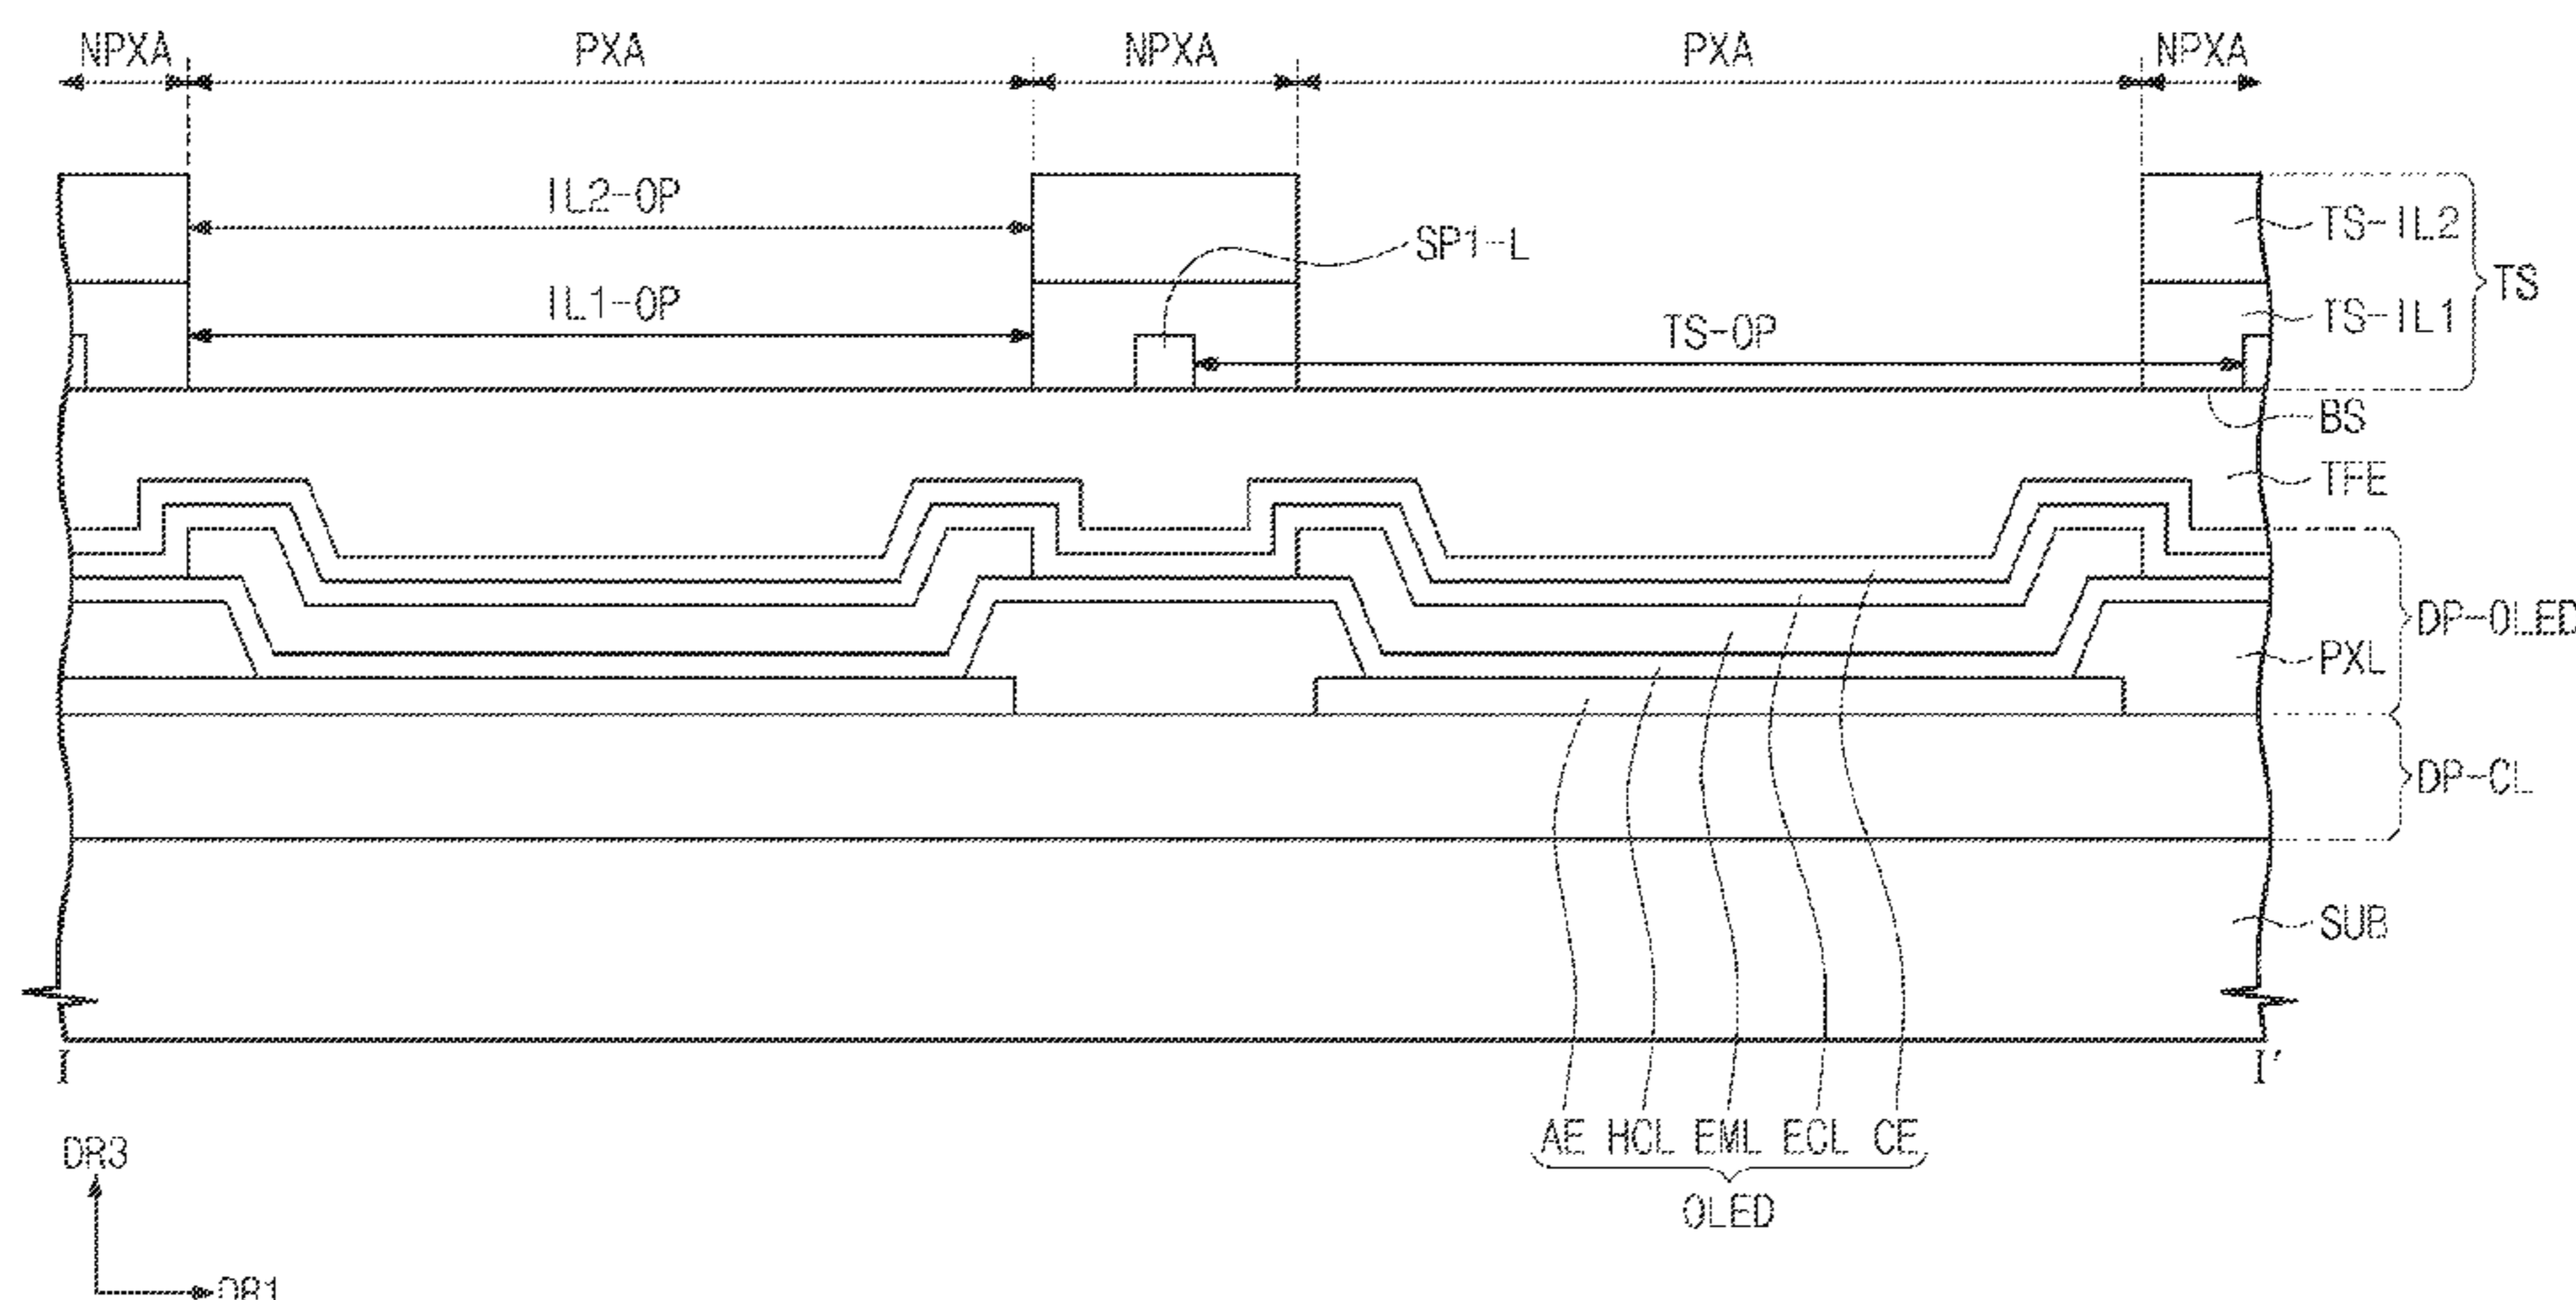 NPXA PXA NPXA PXA NPXA
IL2-OP
SP1-L
TS-IL2
TS
IL1-OP
TS-IL1
TS-OP
BS
TFE
DP-OLED
PXL
DP-CL
SUB
I I'
AE HCL EML ECL CE
OLED
DR3
DR1